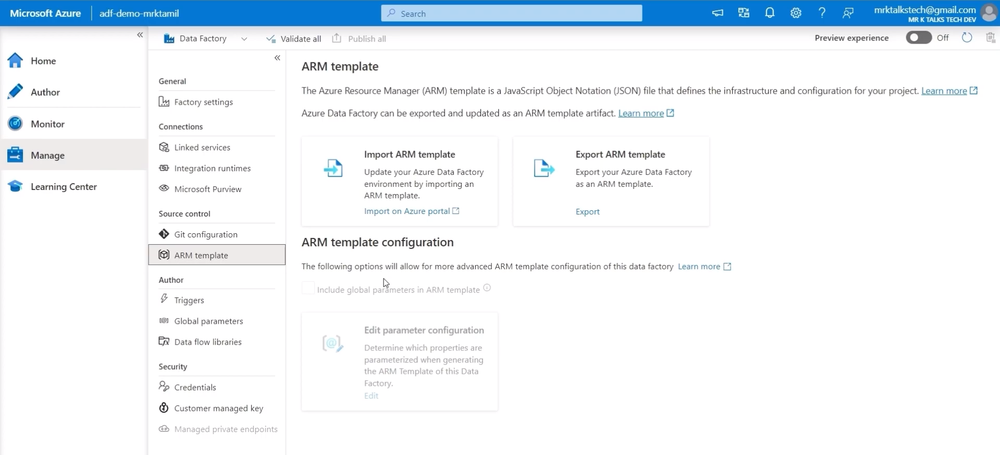 Microsoft Azure
adf-demo-mrktamil
Search
mrktalkstech@gmail.com
MR K TALKS TECH DEV
Data Factory
Validate all
Publish all
Preview experience
Off
Home
Author
Monitor
Manage
Learning Center
General
Factory settings
Connections
Linked services
Integration runtimes
Microsoft Purview
Source control
Git configuration
ARM template
Author
Triggers
Global parameters
Data flow libraries
Security
Credentials
Customer managed key
Managed private endpoints
ARM template
The Azure Resource Manager (ARM) template is a JavaScript Object Notation (JSON) file that defines the infrastructure and configuration for your project. Learn more
Azure Data Factory can be exported and updated as an ARM template artifact. Learn more
Import ARM template
Update your Azure Data Factory
environment by importing an
ARM template.
Import on Azure portal
Export ARM template
Export your Azure Data Factory
as an ARM template.
Export
ARM template configuration
The following options will allow for more advanced ARM template configuration of this data factory Learn more
Include global parameters in ARM template
Edit parameter configuration
Determine which properties are
parameterized when generating
the ARM Template of this Data
Factory.
Edit